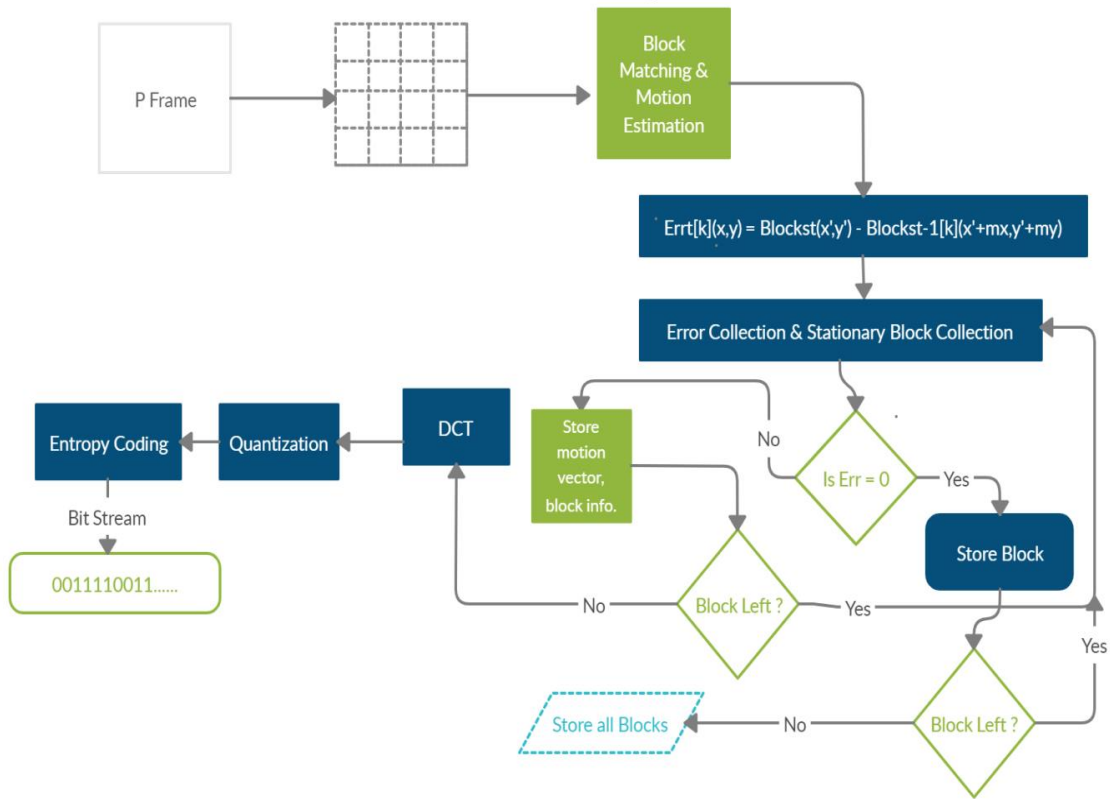 P Frame
Block
Matching &
Motion
Estimation
Errt[k](x,y) = Blockst(x',y') - Blockst-1[k](x'+mx,y'+my)
Error Collection & Stationary Block Collection
Is Err = 0
No
Yes
Store
motion
vector,
block info.
DCT
Quantization
Entropy Coding
Bit Stream
0011110011......
Store Block
Block Left ?
No
Yes
Block Left ?
Yes
No
Store all Blocks